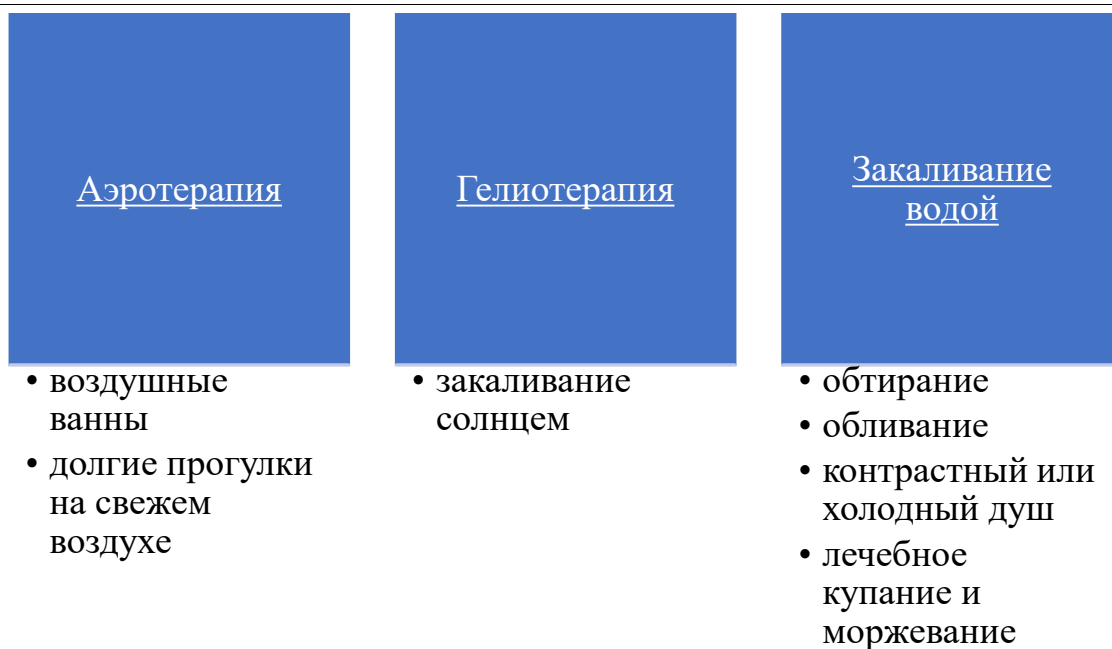 Аэротерапия
• воздушные
ванны
• долгие прогулки
на свежем
воздухе
Гелиотерапия
• закаливание
солнцем
Закаливание
водой
• обтирание
• обливание
• контрастный или
холодный душ
• лечебное
купание и
моржевание